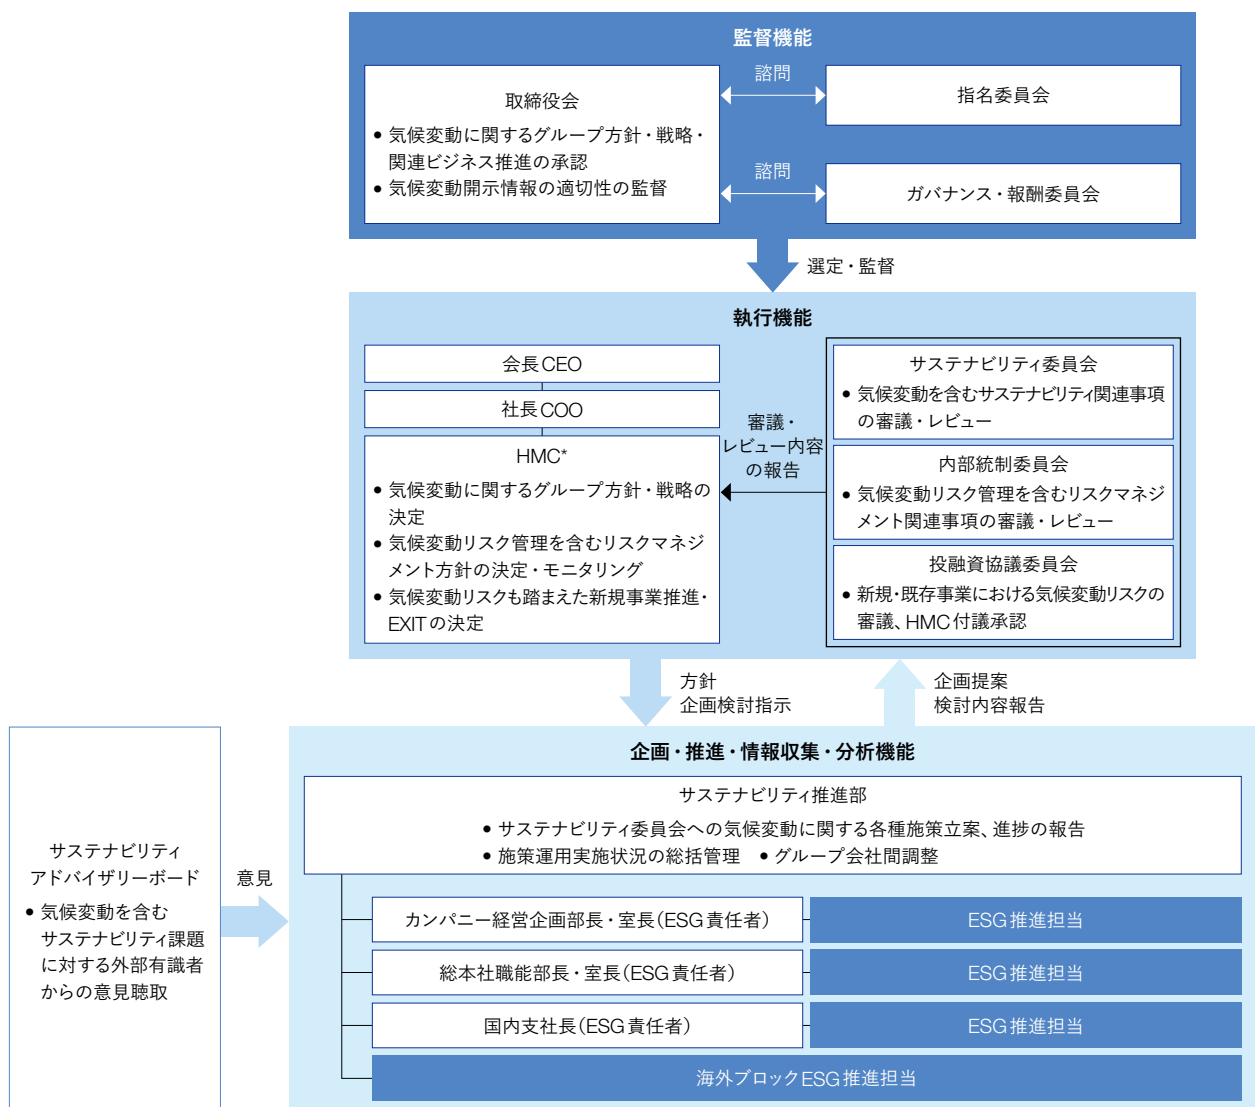 監督機能
取締役会
● 気候変動に関するグループ方針・戦略・
関連ビジネス推進の承認
● 気候変動開示情報の適切性の監督
諮問
指名委員会
諮問
ガバナンス・報酬委員会
選定・監督
執行機能
会長CEO
社長COO
HMC*
● 気候変動に関するグループ方針・戦略の
決定
● 気候変動リスク管理を含むリスクマネジ
メント方針の決定・モニタリング
● 気候変動リスクも踏まえた新規事業推進・
EXITの決定
審議・
レビュー内容
の報告
サステナビリティ委員会
● 気候変動を含むサステナビリティ関連事項
の審議・レビュー
内部統制委員会
● 気候変動リスク管理を含むリスクマネジ
メント関連事項の審議・レビュー
投融資協議委員会
● 新規・既存事業における気候変動リスクの
審議、HMC付議承認
方針
企画検討指示
企画提案
検討内容報告
サステナビリティ
アドバイザリーボード
● 気候変動を含む
サステナビリティ課題
に対する外部有識者
からの意見聴取
意見
企画・推進・情報収集・分析機能
サステナビリティ推進部
● サステナビリティ委員会への気候変動に関する各種施策立案、進捗の報告
● 施策運用実施状況の総括管理 ● グループ会社間調整
カンパニー経営企画部長・室長(ESG責任者)
ESG推進担当
総本社職能部長・室長(ESG責任者)
ESG推進担当
国内支社長(ESG責任者)
ESG推進担当
海外ブロックESG推進担当